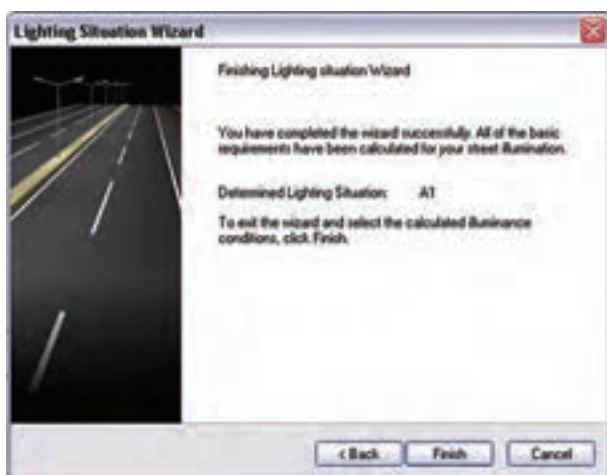 Lighting Situation Wizard
Finishing Lighting situation Wizard
You have completed the wizard successfully. All of the basic
requirements have been calculated for your street illumination.
Determined Lighting Situation: A1
To exit the wizard and select the calculated illuminance
conditions, click Finish.
< Back Finish Cancel